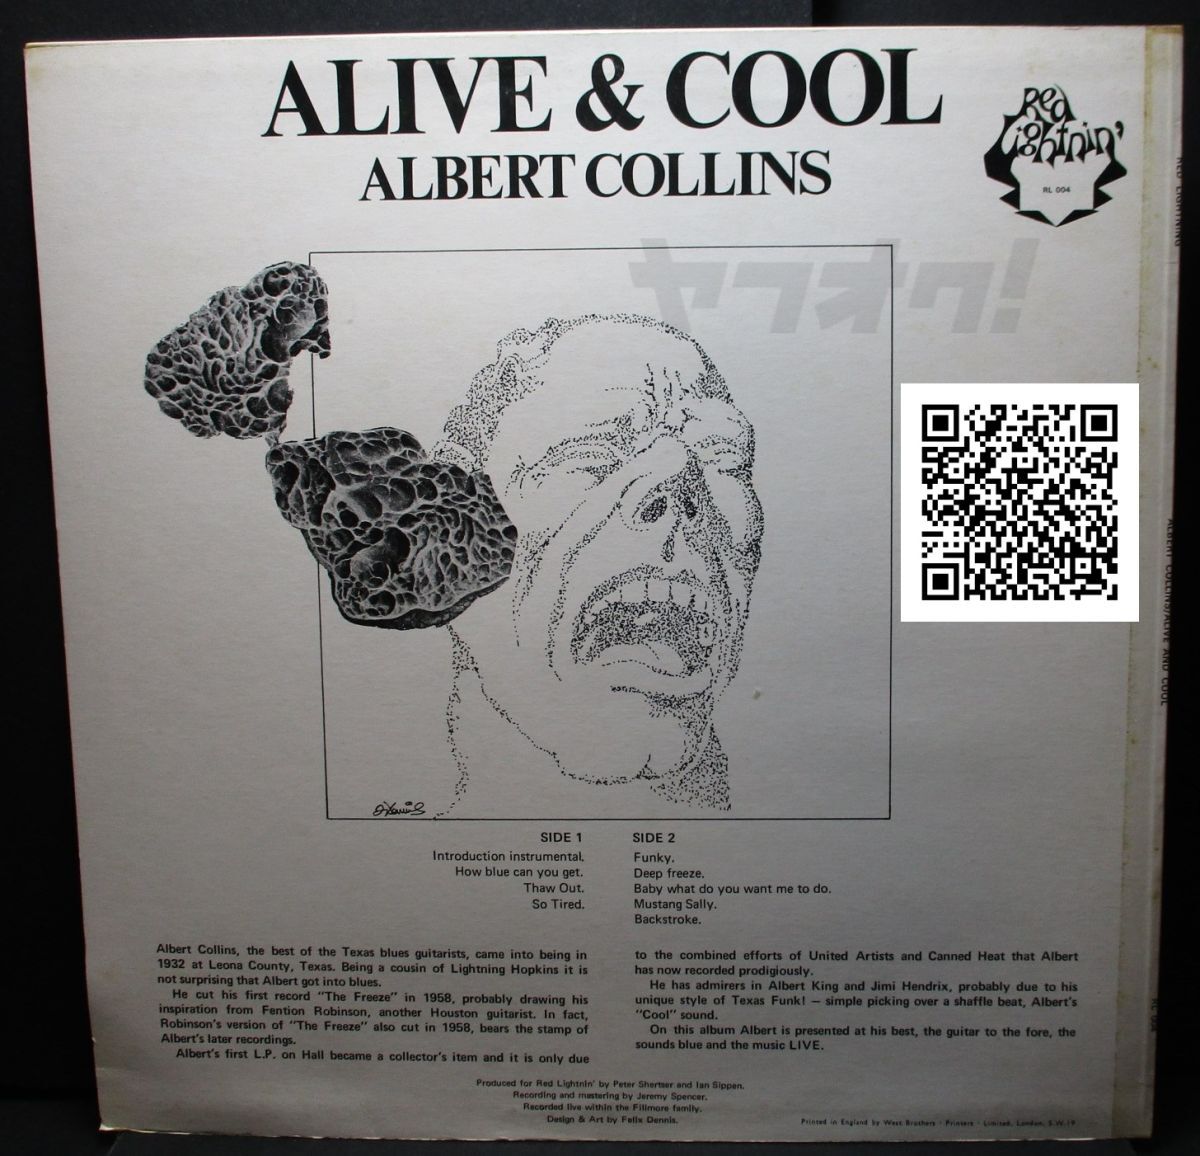 ALIVE & COOL
ALBERT COLLINS
Red
Lightnin'
RL 004
ヤフオク!
SIDE 1
Introduction instrumental.
How blue can you get.
Thaw Out.
So Tired.
SIDE 2
Funky.
Deep freeze.
Baby what do you want me to do.
Mustang Sally.
Backstroke.
Albert Collins, the best of the Texas blues guitarists, came into being in
1932 at Leona County, Texas. Being a cousin of Lightning Hopkins it is
not surprising that Albert got into blues.
He cut his first record "The Freeze" in 1958, probably drawing his
inspiration from Fention Robinson, another Houston guitarist. In fact,
Robinson's version of "The Freeze" also cut in 1958, bears the stamp of
Albert's later recordings.
Albert's first L.P. on Hall became a collector's item and it is only due
to the combined efforts of United Artists and Canned Heat that Albert
has now recorded prodigiously.
He has admirers in Albert King and Jimi Hendrix, probably due to his
unique style of Texas Funk! — simple picking over a shaffle beat, Albert's
"Cool" sound.
On this album Albert is presented at his best, the guitar to the fore, the
sounds blue and the music LIVE.
Produced for Red Lightnin' by Peter Shertser and Ian Sippen.
Recording and mastering by Jeremy Spencer.
Recorded live within the Fillmore family.
Design & Art by Felix Dennis.
Printed in England by West Brothers · Printers · Limited, London, S.W.19
RED LIGHTNING
ALBERT COLLINS/ALIVE AND COOL
RL 004